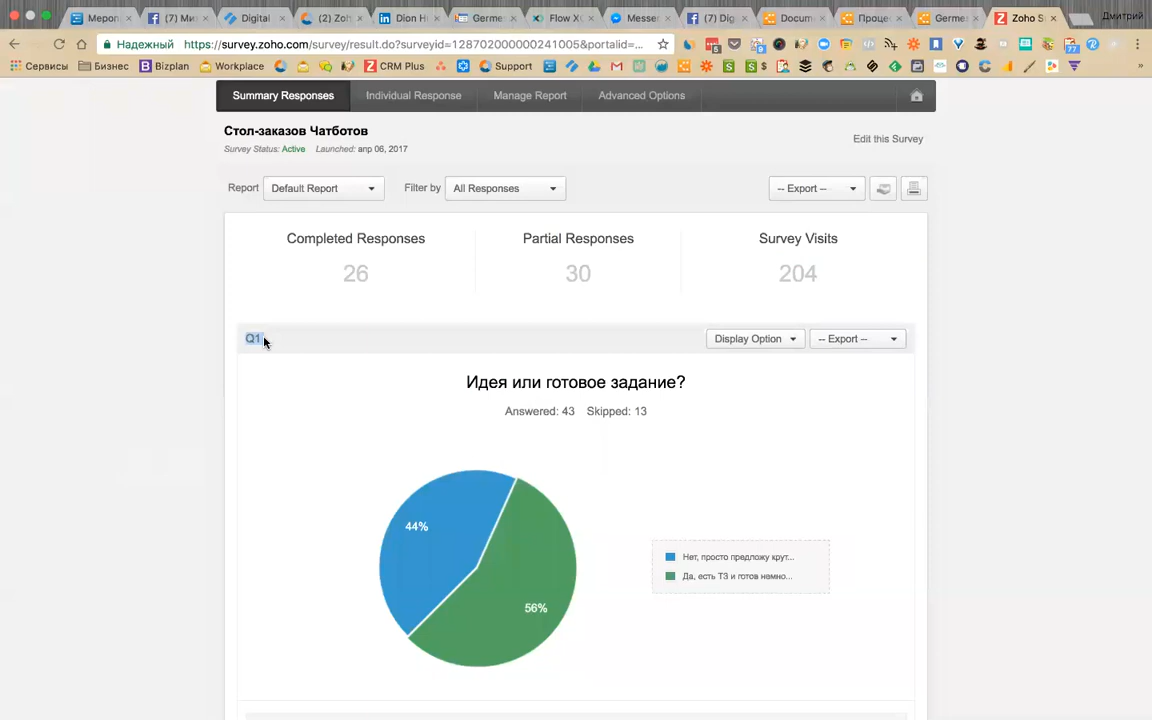 Дмитрий
Мероп
(7) Ми
Digital
(2) Zoh
Dion H
Germe
Flow XO
Messer
(7) Dig
Docum
Проце
Germe
Zoho S
Надежный https://survey.zoho.com/survey/result.do?surveyid=128702000000241005&portalid=...
Сервисы Бизнес Bizplan Workplace CRM Plus Support
Summary Responses Individual Response Manage Report Advanced Options
Стол-заказов Чатботов
Edit this Survey
Survey Status: Active Launched: апр 06, 2017
Report Default Report Filter by All Responses -- Export --
Completed Responses Partial Responses Survey Visits
26 30 204
Q1 Display Option -- Export --
Идея или готовое задание?
Answered: 43 Skipped: 13
44%
56%
Нет, просто предложу крут...
Да, есть ТЗ и готов немно...